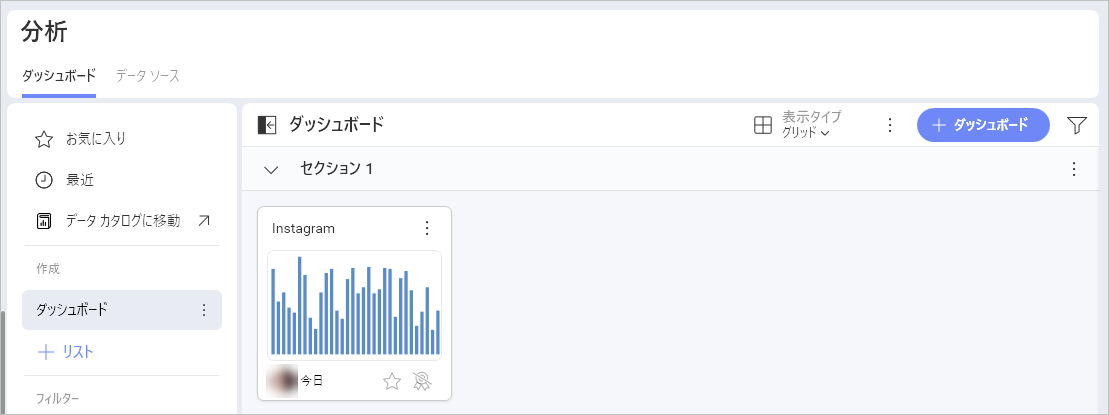 分析
ダッシュボード
データ ソース
お気に入り
最近
データ カタログに移動
作成
ダッシュボード
リスト
フィルター
ダッシュボード
表示タイプ
グリッド
ダッシュボード
セクション 1
Instagram
今日